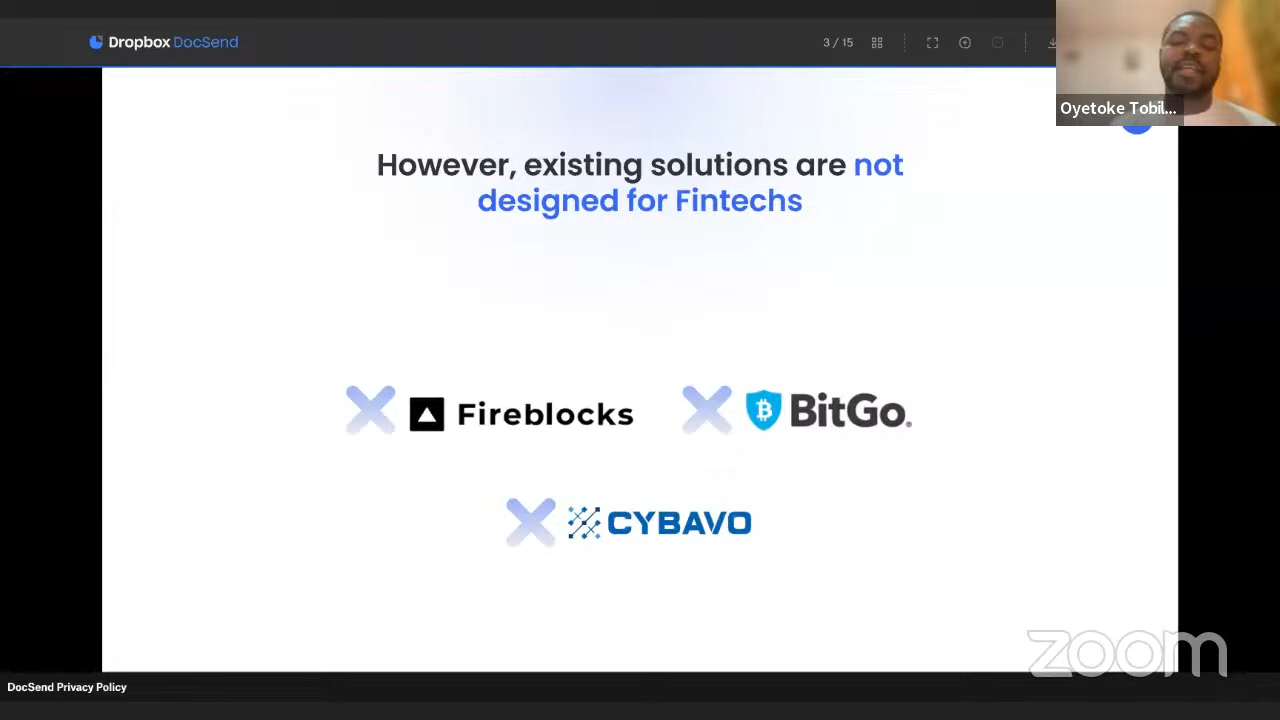 Dropbox DocSend
3 / 15
Oyetoke Tobil...
However, existing solutions are not
designed for Fintechs
Fireblocks
BitGo
CYBAVO
zoom
DocSend Privacy Policy